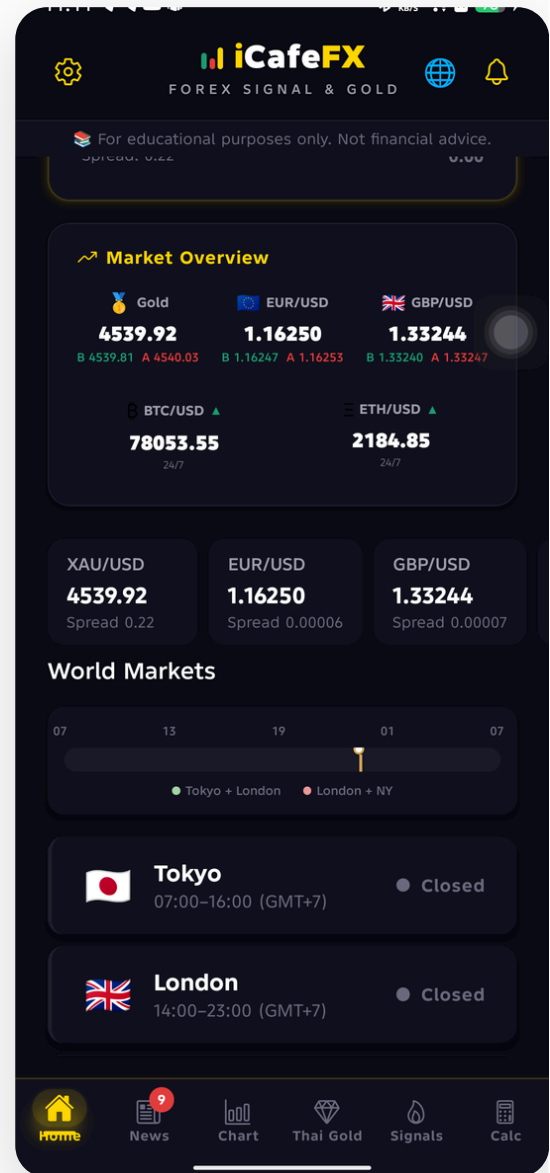 iCafeFX
FOREX SIGNAL & GOLD
📚 For educational purposes only. Not financial advice.
Spread: 0.22 0.00
Market Overview
Gold EUR/USD GBP/USD
4539.92 1.16250 1.33244
B 4539.81 A 4540.03 B 1.16247 A 1.16253 B 1.33240 A 1.33247
BTC/USD ▲ ETH/USD ▲
78053.55 2184.85
24/7 24/7
XAU/USD EUR/USD GBP/USD
4539.92 1.16250 1.33244
Spread 0.22 Spread 0.00006 Spread 0.00007
World Markets
07 13 19 01 07
Tokyo + London London + NY
Tokyo
07:00–16:00 (GMT+7) Closed
London
14:00–23:00 (GMT+7) Closed
9
Home News Chart Thai Gold Signals Calc